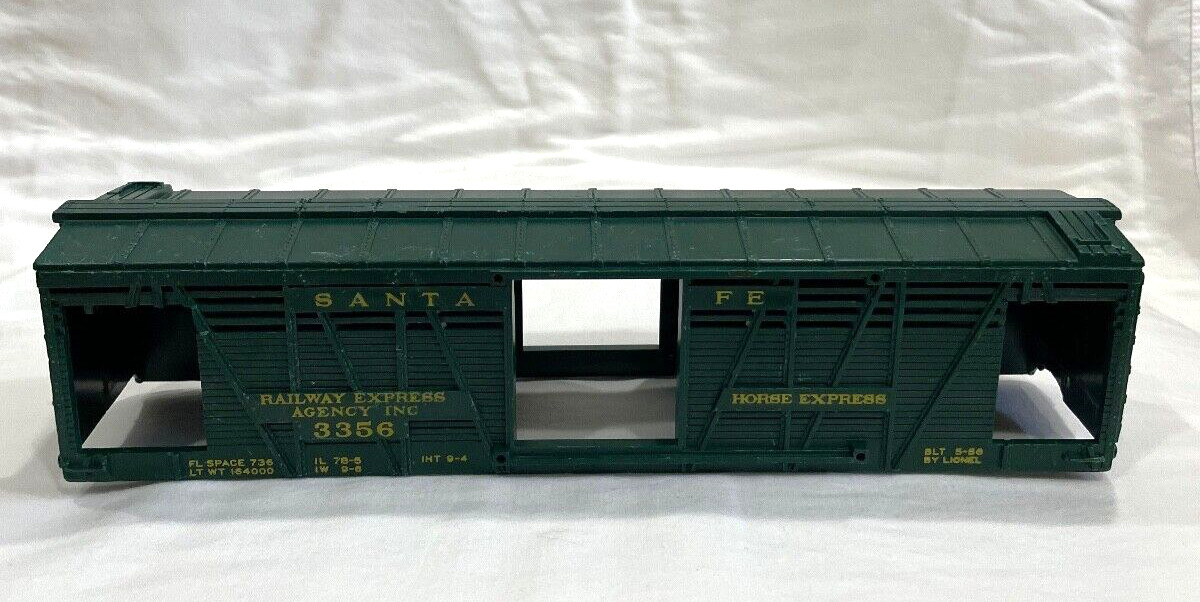 SANTA FE
RAILWAY EXPRESS
AGENCY INC
3356
HORSE EXPRESS
FL SPACE 736
LT WT 164000
IL 78-5
IW 9-6
IHT 9-4
BLT 5-56
BY LIONEL